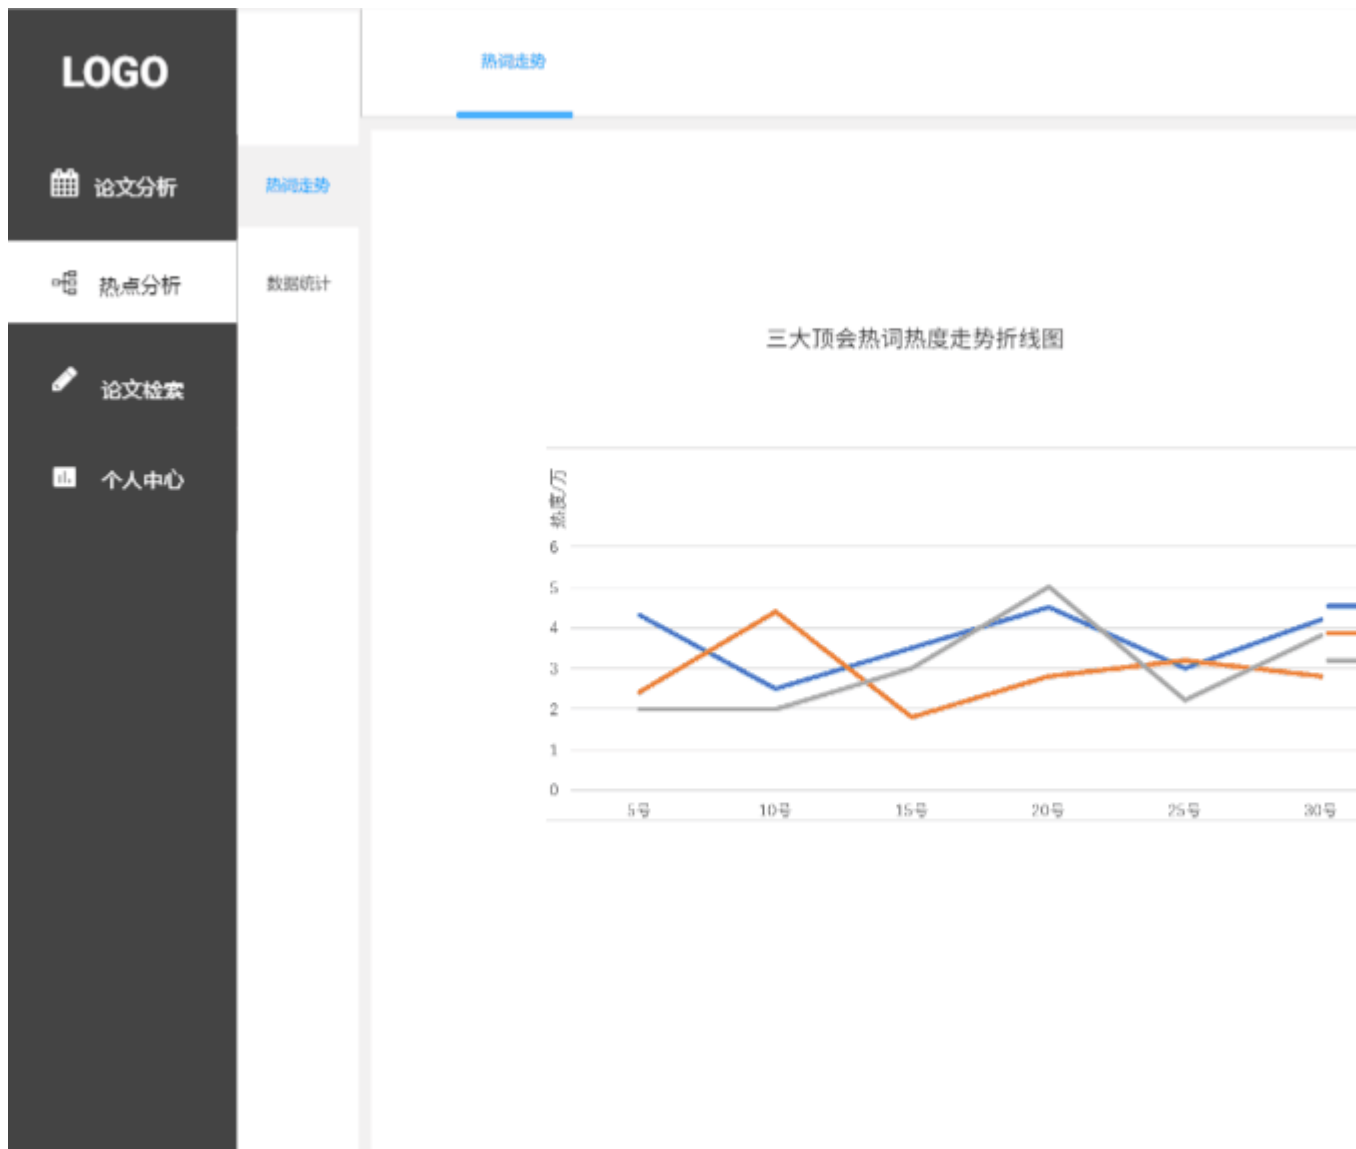 LOGO
热词走势
论文分析
热词走势
热点分析
数据统计
三大顶会热词热度走势折线图
论文检索
个人中心
热度/万
6
5
4
3
2
1
0
5号
10号
15号
20号
25号
30号